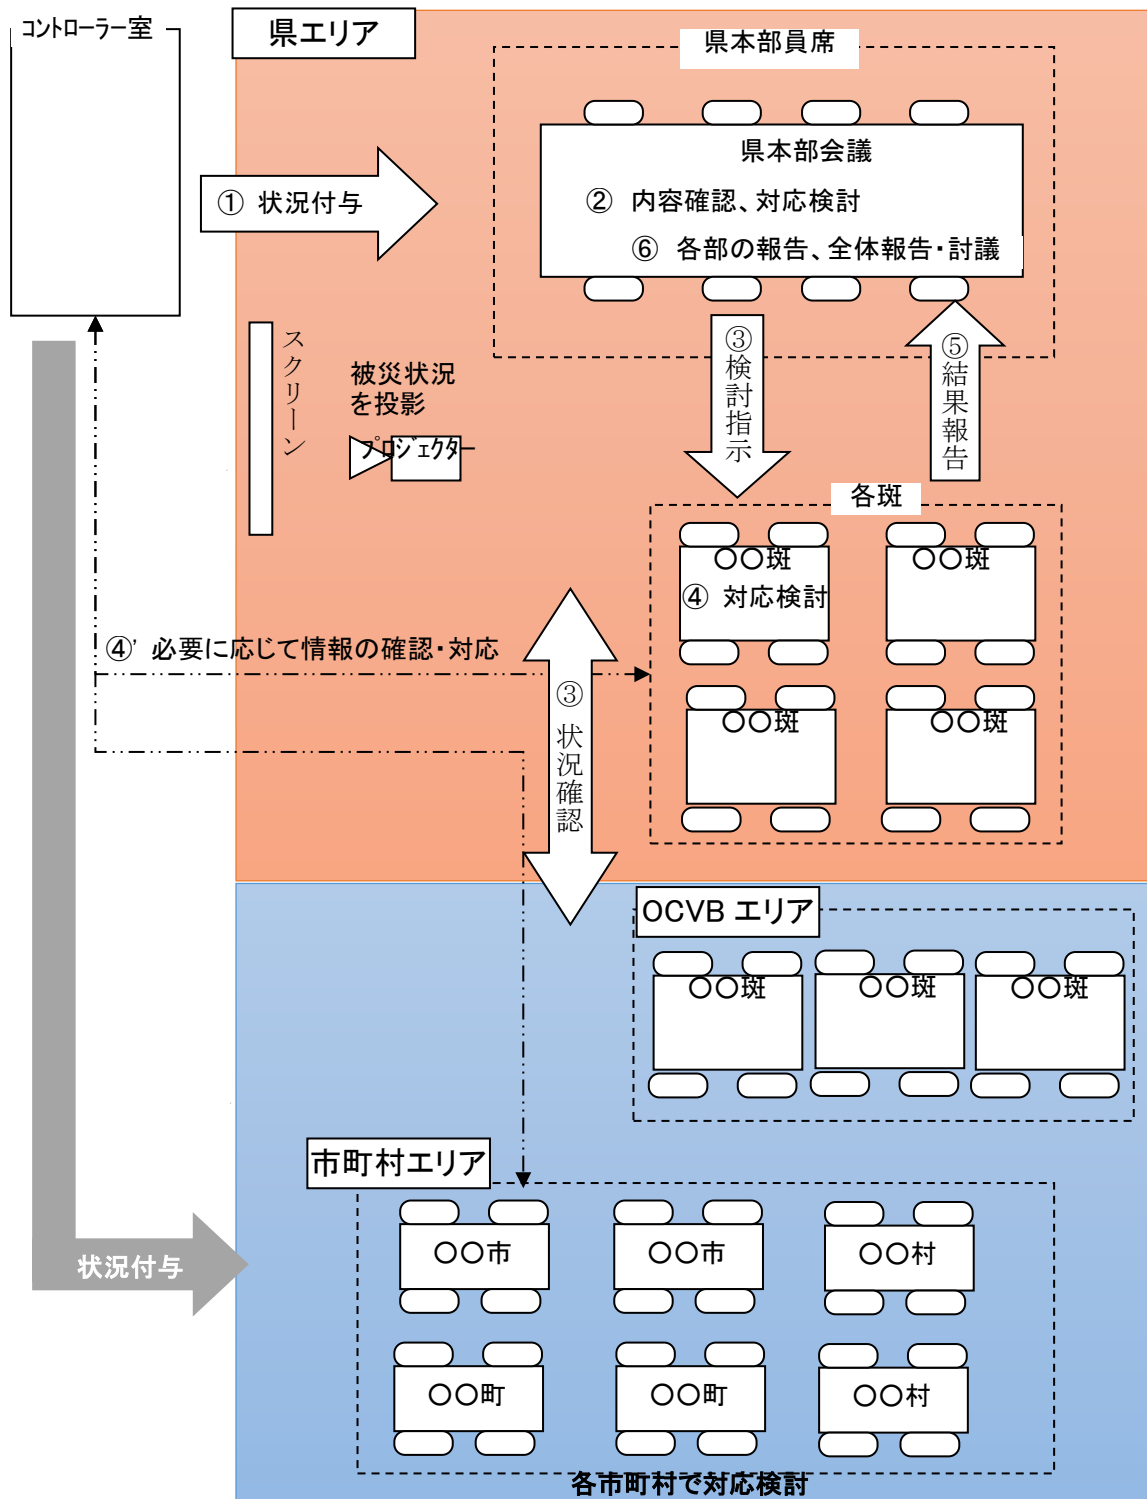 コントローラー室
県エリア
県本部員席
県本部会議
① 状況付与
② 内容確認、対応検討
⑥ 各部の報告、全体報告・討議
スクリーン
被災状況
を投影
プロジェクター
③検討指示
⑤結果報告
各班
〇〇斑
〇〇斑
④ 対応検討
④’ 必要に応じて情報の確認・対応
〇〇斑
〇〇斑
③状況確認
OCVB エリア
〇〇斑
〇〇斑
〇〇斑
市町村エリア
状況付与
〇〇市
〇〇市
〇〇村
〇〇町
〇〇町
〇〇村
各市町村で対応検討